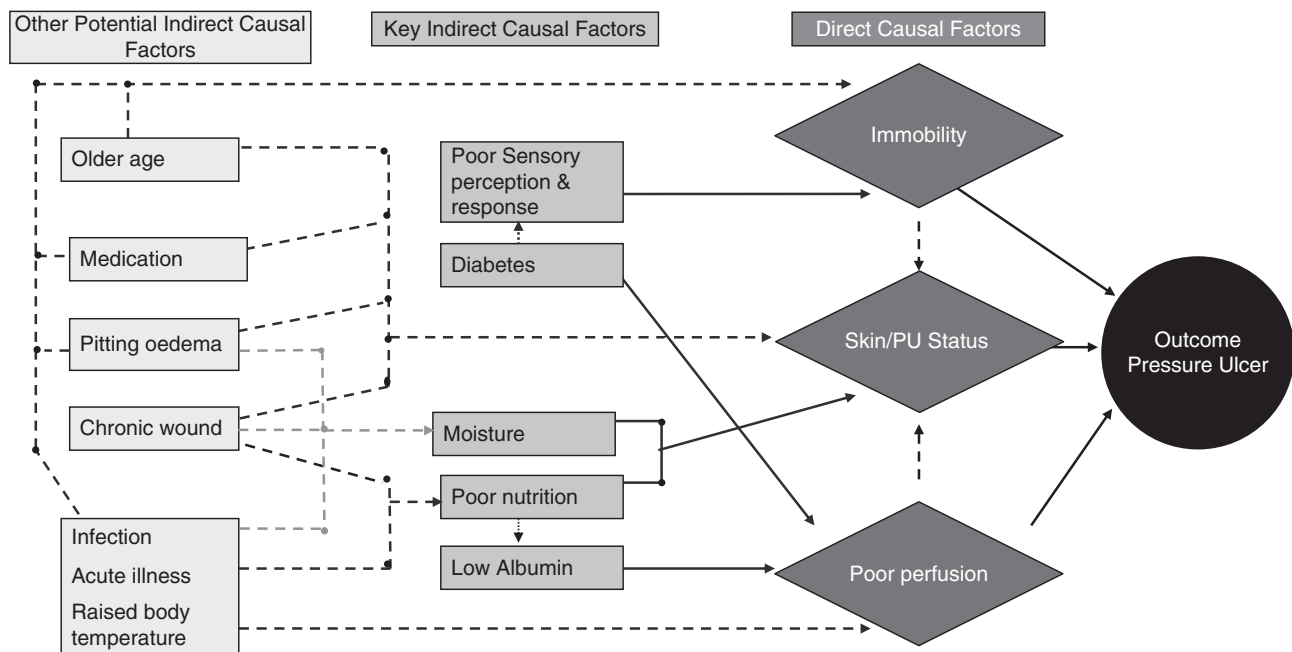 Other Potential Indirect Causal
Factors
Key Indirect Causal Factors
Direct Causal Factors
Immobility
Older age
Poor Sensory
perception &
response
Medication
Diabetes
Pitting oedema
Skin/PU Status
Outcome
Pressure Ulcer
Chronic wound
Moisture
Poor nutrition
Infection
Acute illness
Low Albumin
Poor perfusion
Raised body
temperature